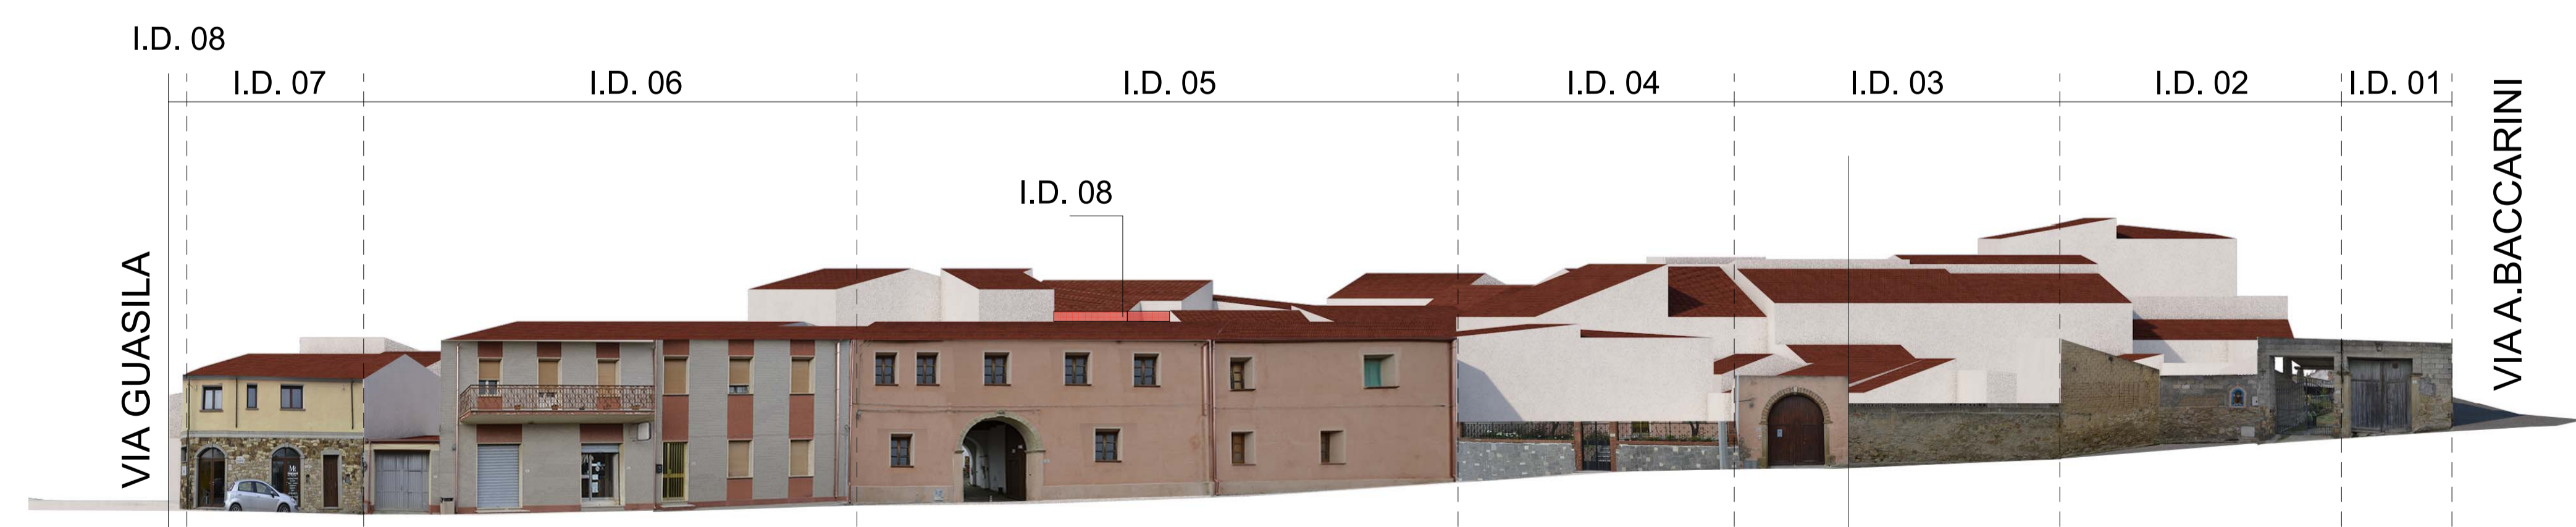 I.D. 08
I.D. 07
I.D. 06
I.D. 05
I.D. 04
I.D. 03
I.D. 02
I.D. 01
I.D. 08
VIA GUASILA
VIA A.BACCARINI